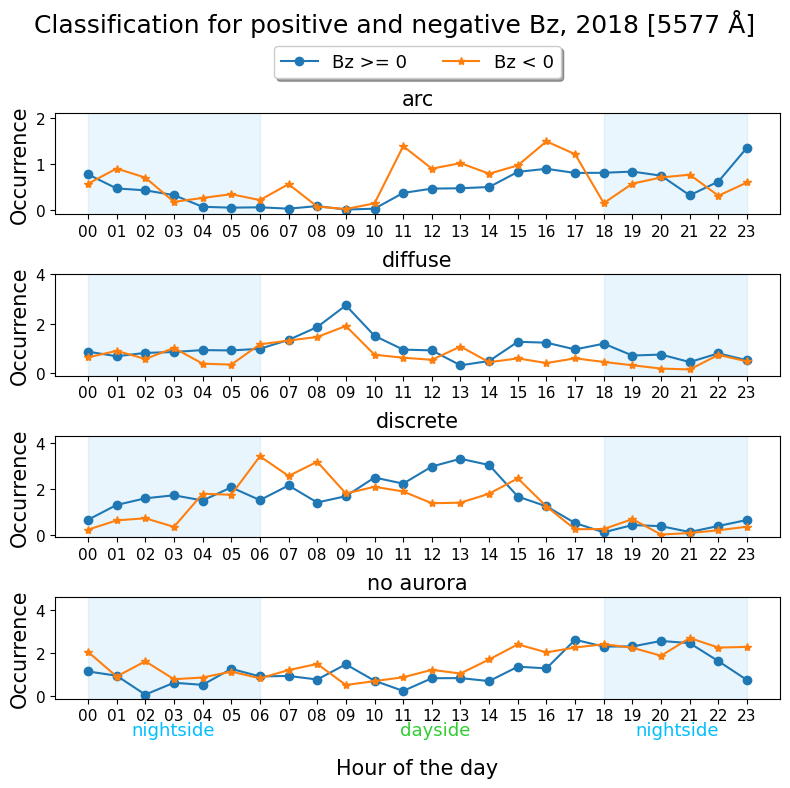 Classification for positive and negative Bz, 2018 [5577 Å]
Bz >= 0 Bz < 0
arc
Occurrence
2
1
0
00 01 02 03 04 05 06 07 08 09 10 11 12 13 14 15 16 17 18 19 20 21 22 23
diffuse
Occurrence
4
2
0
00 01 02 03 04 05 06 07 08 09 10 11 12 13 14 15 16 17 18 19 20 21 22 23
discrete
Occurrence
4
2
0
00 01 02 03 04 05 06 07 08 09 10 11 12 13 14 15 16 17 18 19 20 21 22 23
no aurora
Occurrence
4
2
0
00 01 02 03 04 05 06 07 08 09 10 11 12 13 14 15 16 17 18 19 20 21 22 23
nightside dayside nightside
Hour of the day